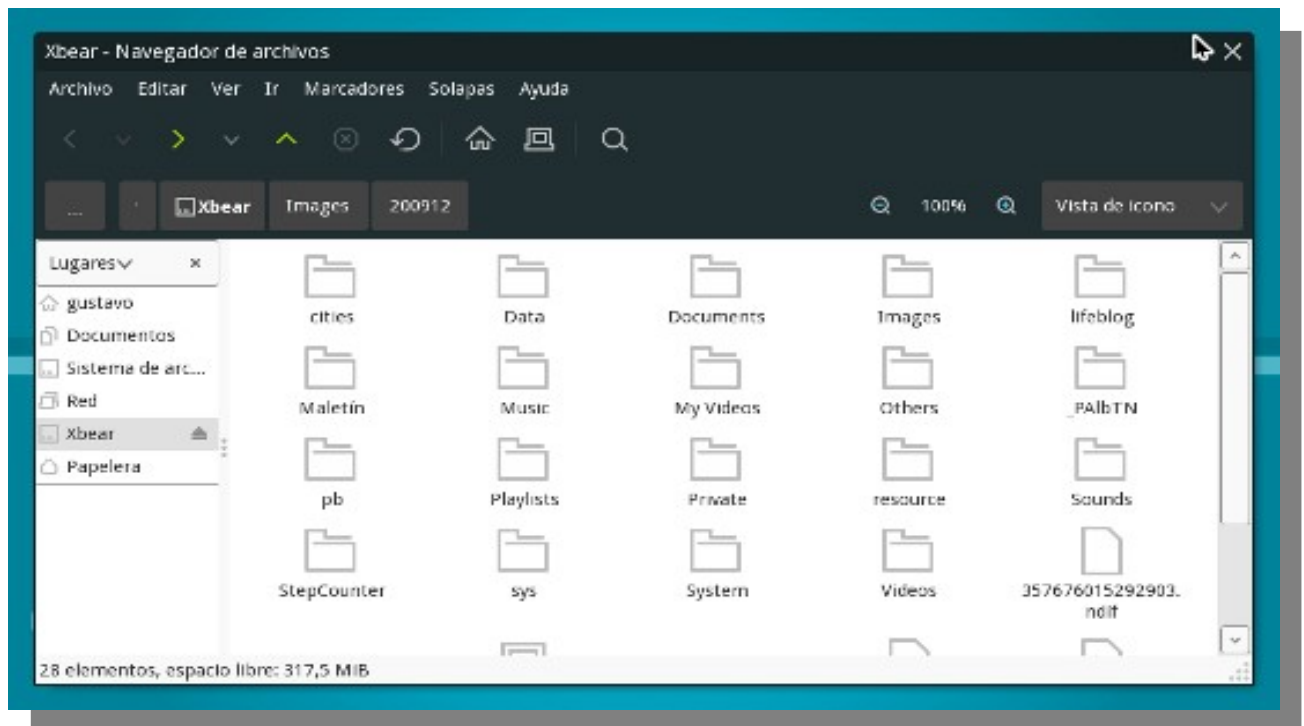 Xbear - Navegador de archivos
Archivo Editar Ver Ir Marcadores Solapas Ayuda
... Xbear Images 200912 100% Vista de icono
Lugares
gustavo
Documentos
Sistema de arc...
Red
Xbear
Papelera
cities Data Documents Images lifeblog
Maletín Music My Videos Others _PAlbTN
pb Playlists Private resource Sounds
StepCounter sys System Videos 357676015292903.
ndlf
28 elementos, espacio libre: 317,5 MiB